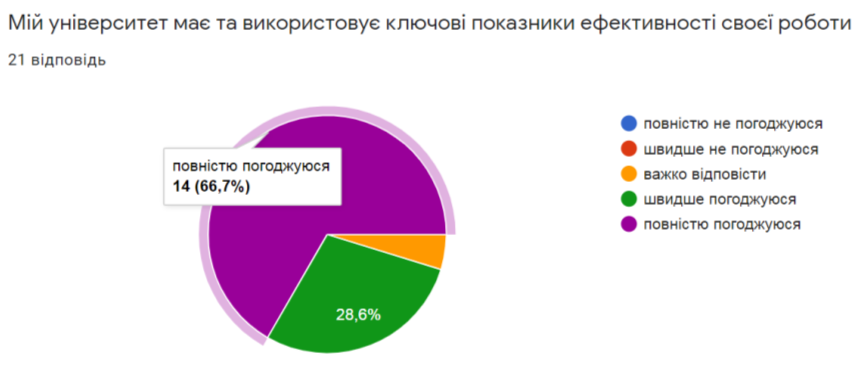 Мій університет має та використовує ключові показники ефективності своєї роботи
21 відповідь
повністю погоджуюся
14 (66,7%)
28,6%
повністю не погоджуюся
швидше не погоджуюся
важко відповісти
швидше погоджуюся
повністю погоджуюся